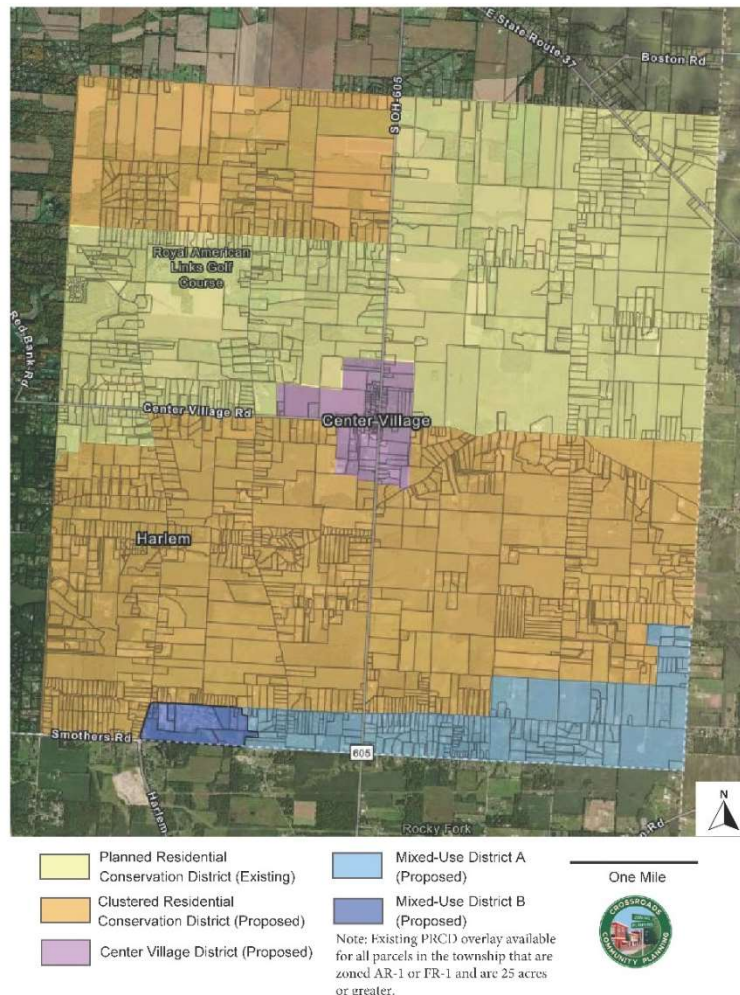 E State Route 37
Boston Rd
S OH-605
Royal American
Links Golf
Course
Red Bank Rd
Center Village Rd
Center Village
Harlem
Smothers Rd
605
Harlem
Rocky Fork
Rd
N
Planned Residential
Conservation District (Existing)
Clustered Residential
Conservation District (Proposed)
Center Village District (Proposed)
Mixed-Use District A
(Proposed)
Mixed-Use District B
(Proposed)
Note: Existing PRCD overlay available
for all parcels in the township that are
zoned AR-1 or FR-1 and are 25 acres
or greater.
One Mile
CROSSROADS
COMMUNITY PLANNING